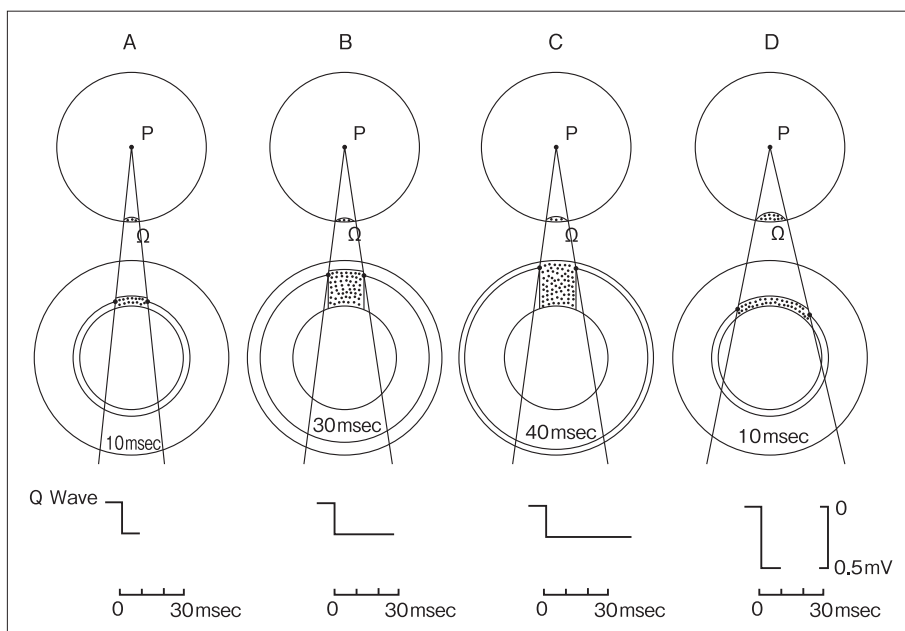 A B C D
P P P P
Ω Ω Ω Ω
10msec 30msec 40msec 10msec
Q Wave
0
0.5mV
0 30msec 0 30msec 0 30msec 0 30msec